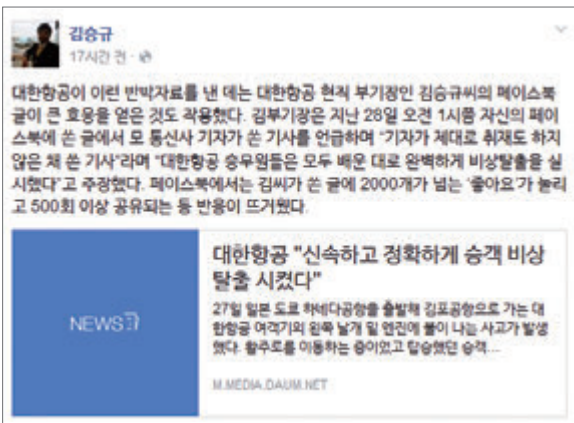 김승규
17시간 전 ·
대한항공이 이런 반박자료를 낸 데는 대한항공 현직 부기장인 김승규씨의 페이스북
글이 큰 호응을 얻은 것도 작용했다. 김부기장은 지난 28일 오전 1시쯤 자신의 페이
스북에 쓴 글에서 모 통신사 기자가 쓴 기사를 언급하며 "기자가 제대로 취재도 하지
않은 채 쓴 기사"라며 "대한항공 승무원들은 모두 배운 대로 완벽하게 비상탈출을 실
시했다"고 주장했다. 페이스북에서는 김씨가 쓴 글에 2000개가 넘는 '좋아요'가 눌리
고 500회 이상 공유되는 등 반응이 뜨거웠다.
NEWS1
대한항공 "신속하고 정확하게 승객 비상
탈출 시켰다"
27일 일본 도쿄 하네다공항을 출발해 김포공항으로 가는 대
한항공 여객기의 왼쪽 날개 밑 엔진에 불이 나는 사고가 발생
했다. 활주로를 이동하는 중이었고 탑승했던 승객...
M.MEDIA.DAUM.NET